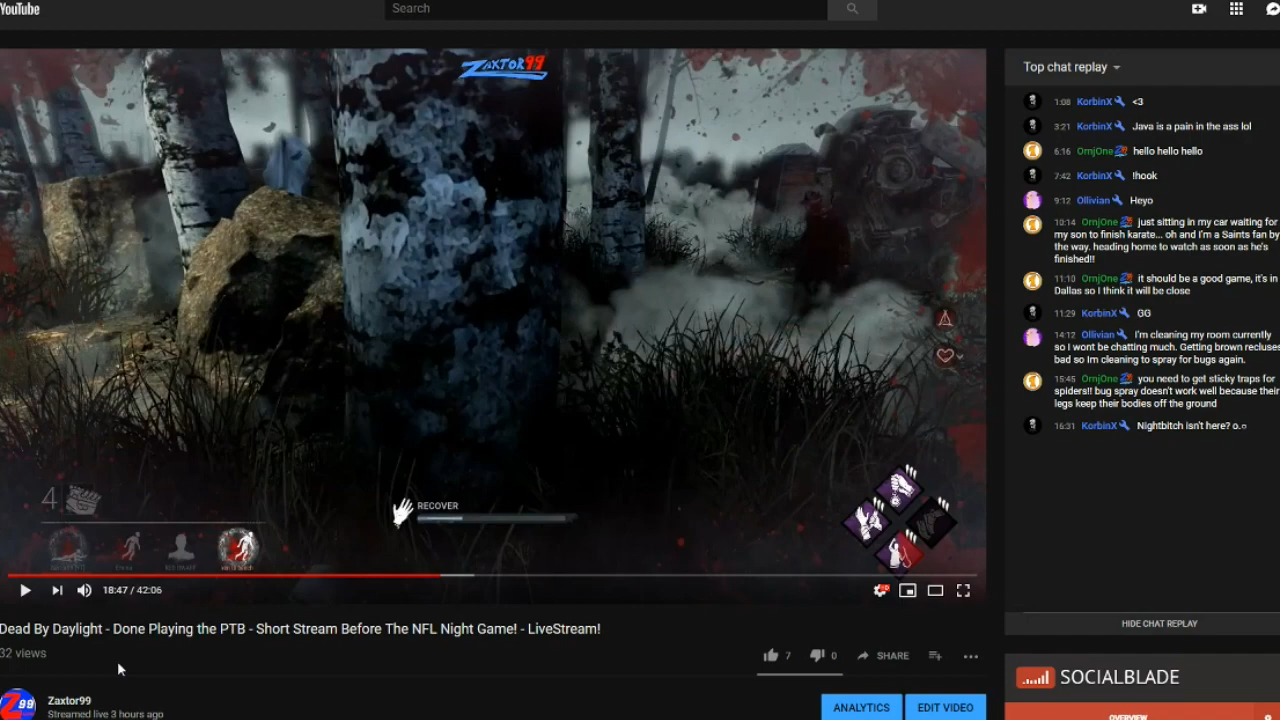 YouTube
Search
ZAXTOR99
4
RECOVER
18:47 / 42:06
HD
Dead By Daylight - Done Playing the PTB - Short Stream Before The NFL Night Game! - LiveStream!
32 views
7
0
SHARE
Z99
Zaxtor99
Streamed live 3 hours ago
ANALYTICS
EDIT VIDEO
Top chat replay
1:08 KorbinX <3
3:21 KorbinX Java is a pain in the ass lol
6:16 OrnjOne hello hello hello
7:42 KorbinX !hook
9:12 Ollivian Heyo
10:14 OrnjOne just sitting in my car waiting for
my son to finish karate... oh and I'm a Saints fan by
the way. heading home to watch as soon as he's
finished!!
11:10 OrnjOne it should be a good game, it's in
Dallas so I think it will be close
11:29 KorbinX GG
14:12 Ollivian I'm cleaning my room currently
so I wont be chatting much. Getting brown recluses
bad so Im cleaning to spray for bugs again.
15:45 OrnjOne you need to get sticky traps for
spiders!! bug spray doesn't work well because their
legs keep their bodies off the ground
16:31 KorbinX Nightbitch isn't here? o.o
HIDE CHAT REPLAY
SOCIALBLADE
OVERVIEW